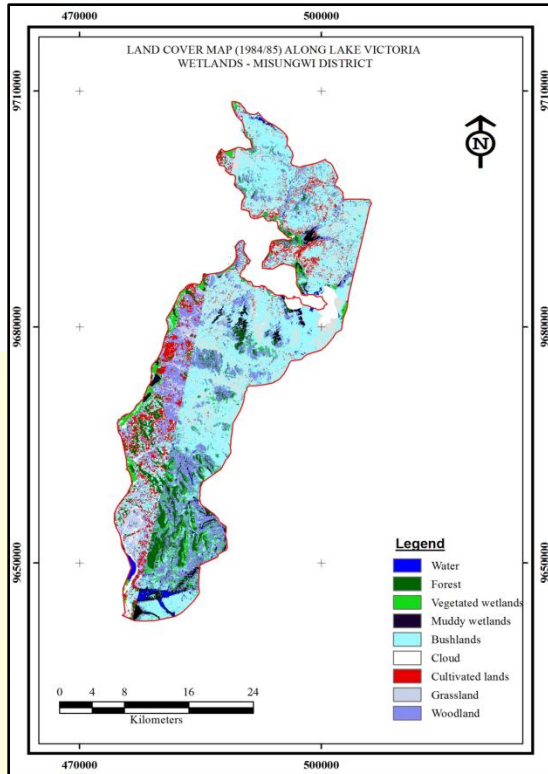 470000
500000
LAND COVER MAP (1984/85) ALONG LAKE VICTORIA
WETLANDS - MISUNGWI DISTRICT
9710000
9710000
N
9680000
9680000
9650000
9650000
Legend
Water
Forest
Vegetated wetlands
Muddy wetlands
Bushlands
Cloud
Cultivated lands
Grassland
Woodland
0 4 8 16 24
Kilometers
470000
500000